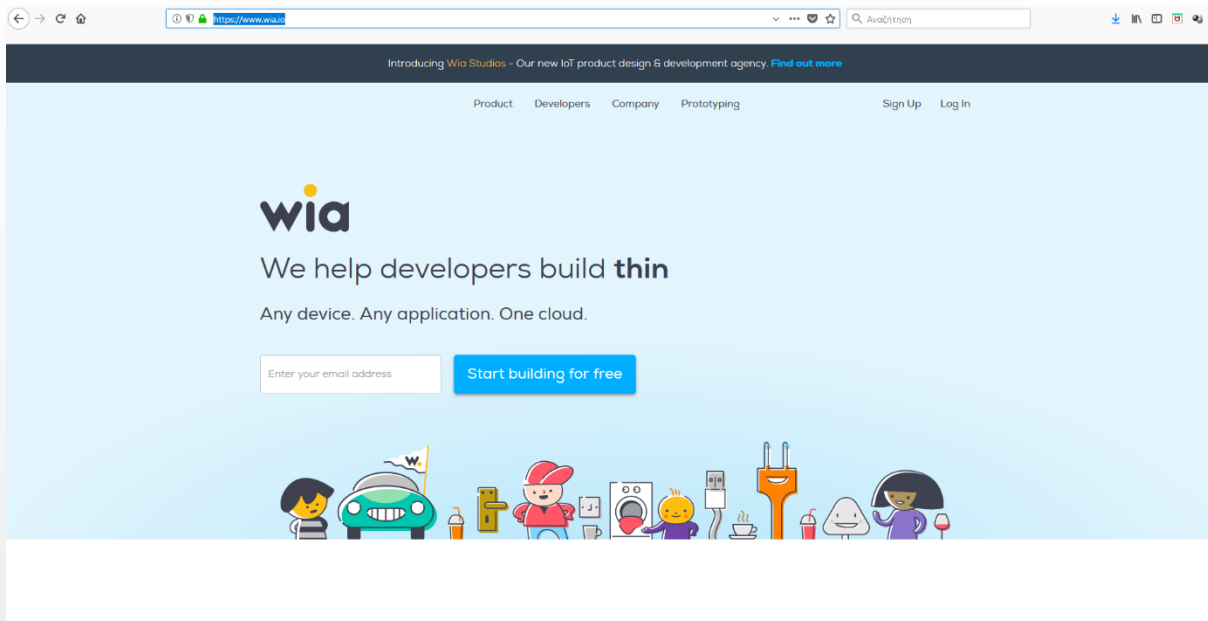 https://www.wia.io
Αναζήτηση
Introducing Wia Studios - Our new IoT product design & development agency. Find out more
Product Developers Company Prototyping Sign Up Log In
wia
We help developers build thin
Any device. Any application. One cloud.
Enter your email address
Start building for free
W.